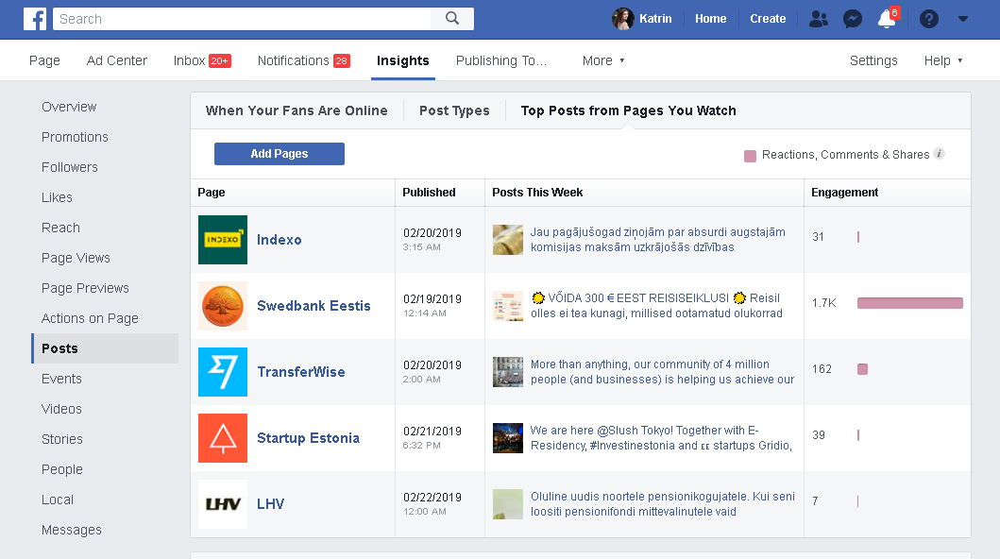 Search
Katrin
Home
Create
6
Page
Ad Center
Inbox 20+
Notifications 28
Insights
Publishing To...
More
Settings
Help
Overview
Promotions
Followers
Likes
Reach
Page Views
Page Previews
Actions on Page
Posts
Events
Videos
Stories
People
Local
Messages
When Your Fans Are Online
Post Types
Top Posts from Pages You Watch
Add Pages
Reactions, Comments & Shares i
Page
Published
Posts This Week
Engagement
INDEXO
Indexo
02/20/2019
3:15 AM
Jau pagājušogad ziņojām par absurdi augstajām
komisijas maksām uzkrājošās dzīvības
31
Swedbank Eestis
02/19/2019
12:14 AM
VÕIDA 300 € EEST REISISEIKLUSI Reisil
olles ei tea kunagi, millised ootamatud olukorrad
1.7K
TransferWise
02/20/2019
2:00 AM
More than anything, our community of 4 million
people (and businesses) is helping us achieve our
162
Startup Estonia
02/21/2019
6:32 PM
We are here @Slush Tokyo! Together with E-
Residency, #Investinestonia and ᴇᴇ startups Gridio,
39
LHV
LHV
02/22/2019
12:00 AM
Oluline uudis noortele pensionikogujatele. Kui seni
loositi pensionifondi mittevalinutele vaid
7